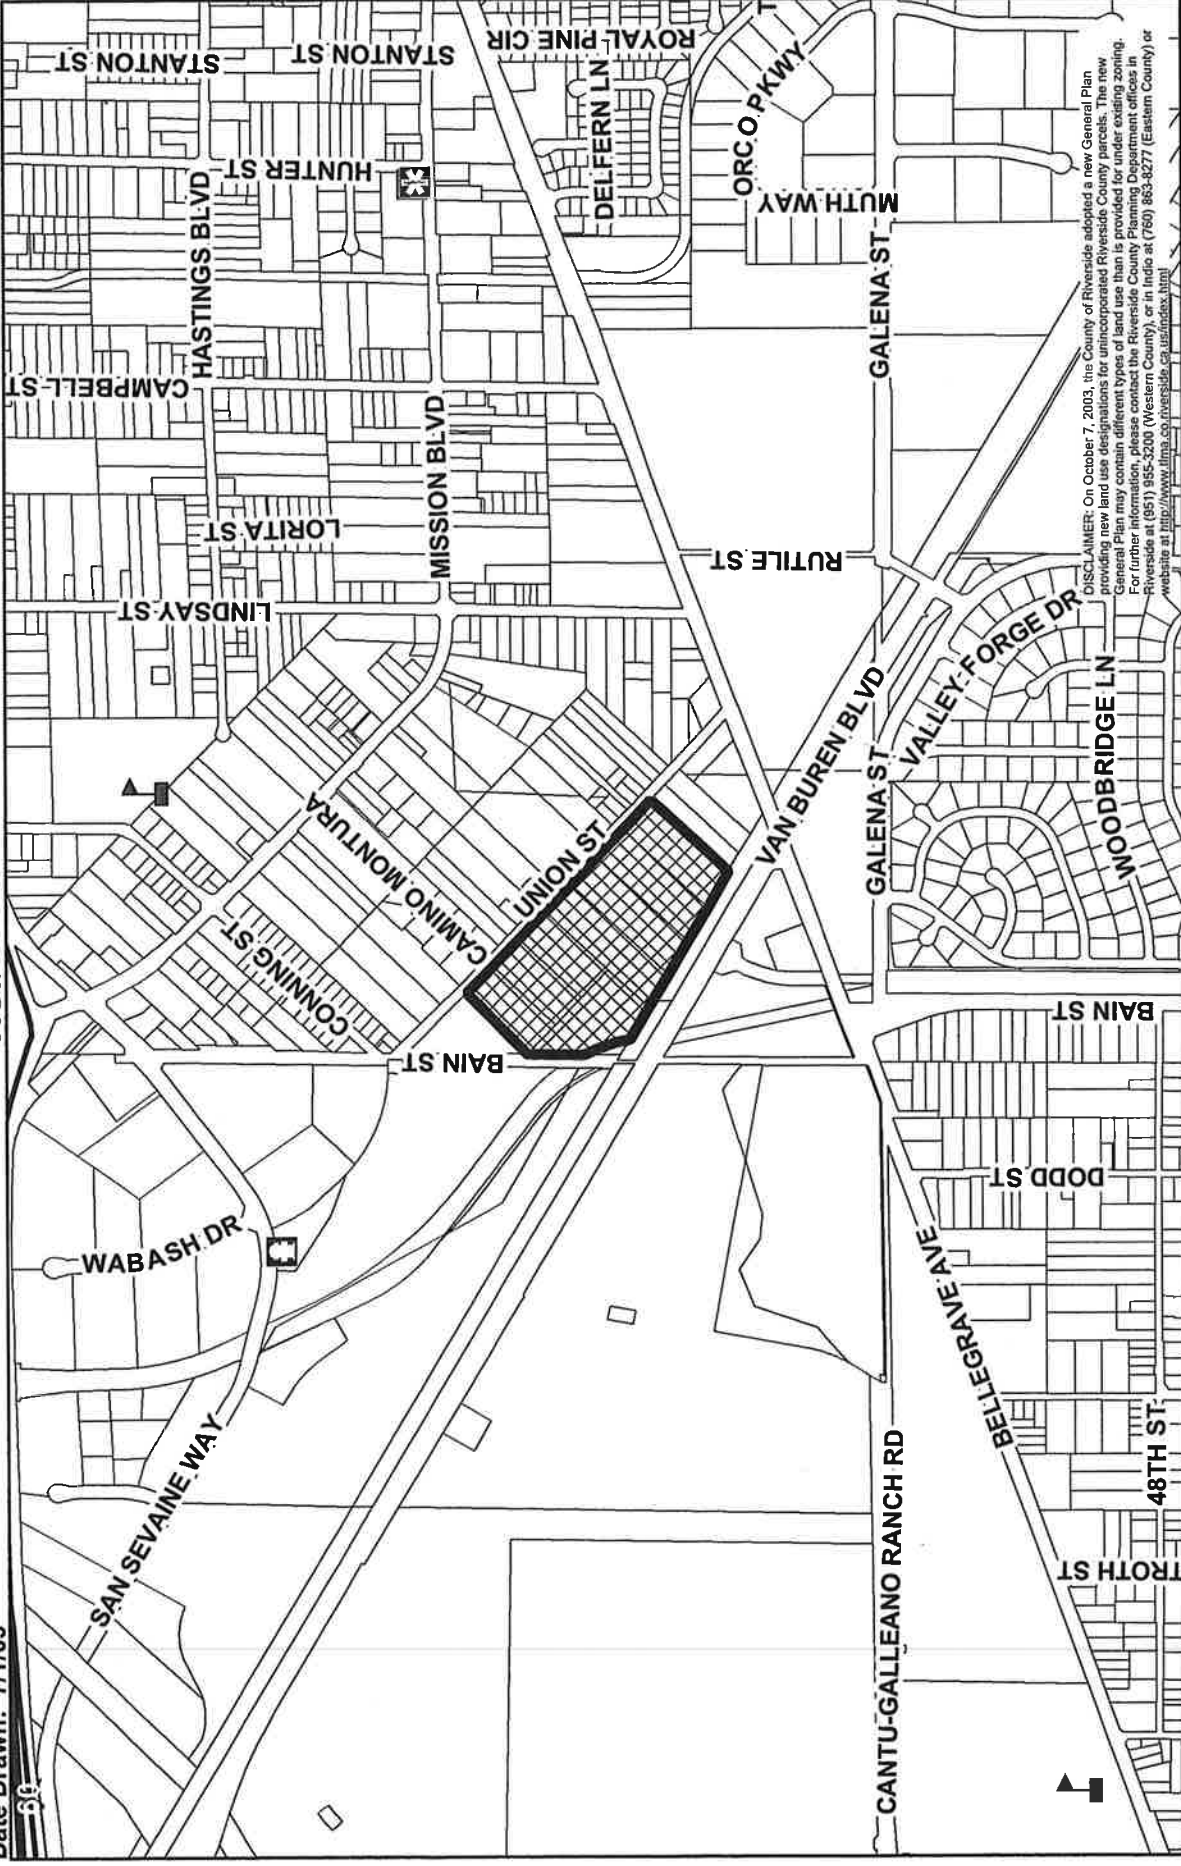 STANTON ST
STANTON ST
STANTON ST
ROYAL PINE CIR
DELFERN LN
ORCO PKWY
HUNTER ST
HASTINGS BLVD
MUTH WAY
GALENA ST
CAMPBELL ST
MISSION BLVD
LORITA ST
RUTILE ST
LINDSAY ST
VALLEY FORGE DR
WOODBRIDGE LN
VAN BUREN BLVD
GALENA ST
CAMINO MONTURA
UNION ST
CONNING ST
BAIN ST
BAIN ST
DODD ST
WABASH DR
BELLEGRAVE AVE
SAN SEVAINE WAY
48TH ST
CANTU-GALLEANO RANCH RD
TROTH ST
60
DISCLAIMER: On October 7, 2003, the County of Riverside adopted a new General Plan
providing new land use designations for unincorporated Riverside County parcels. The new
General Plan may contain different types of land use than is provided for under existing zoning.
For further information, please contact the Riverside County Planning Department offices in
Riverside at (951) 955-3200 (Western County), or in Indio at (760) 863-8277 (Eastern County) or
website at http://www.tlma.co.riverside.ca.us/index.html